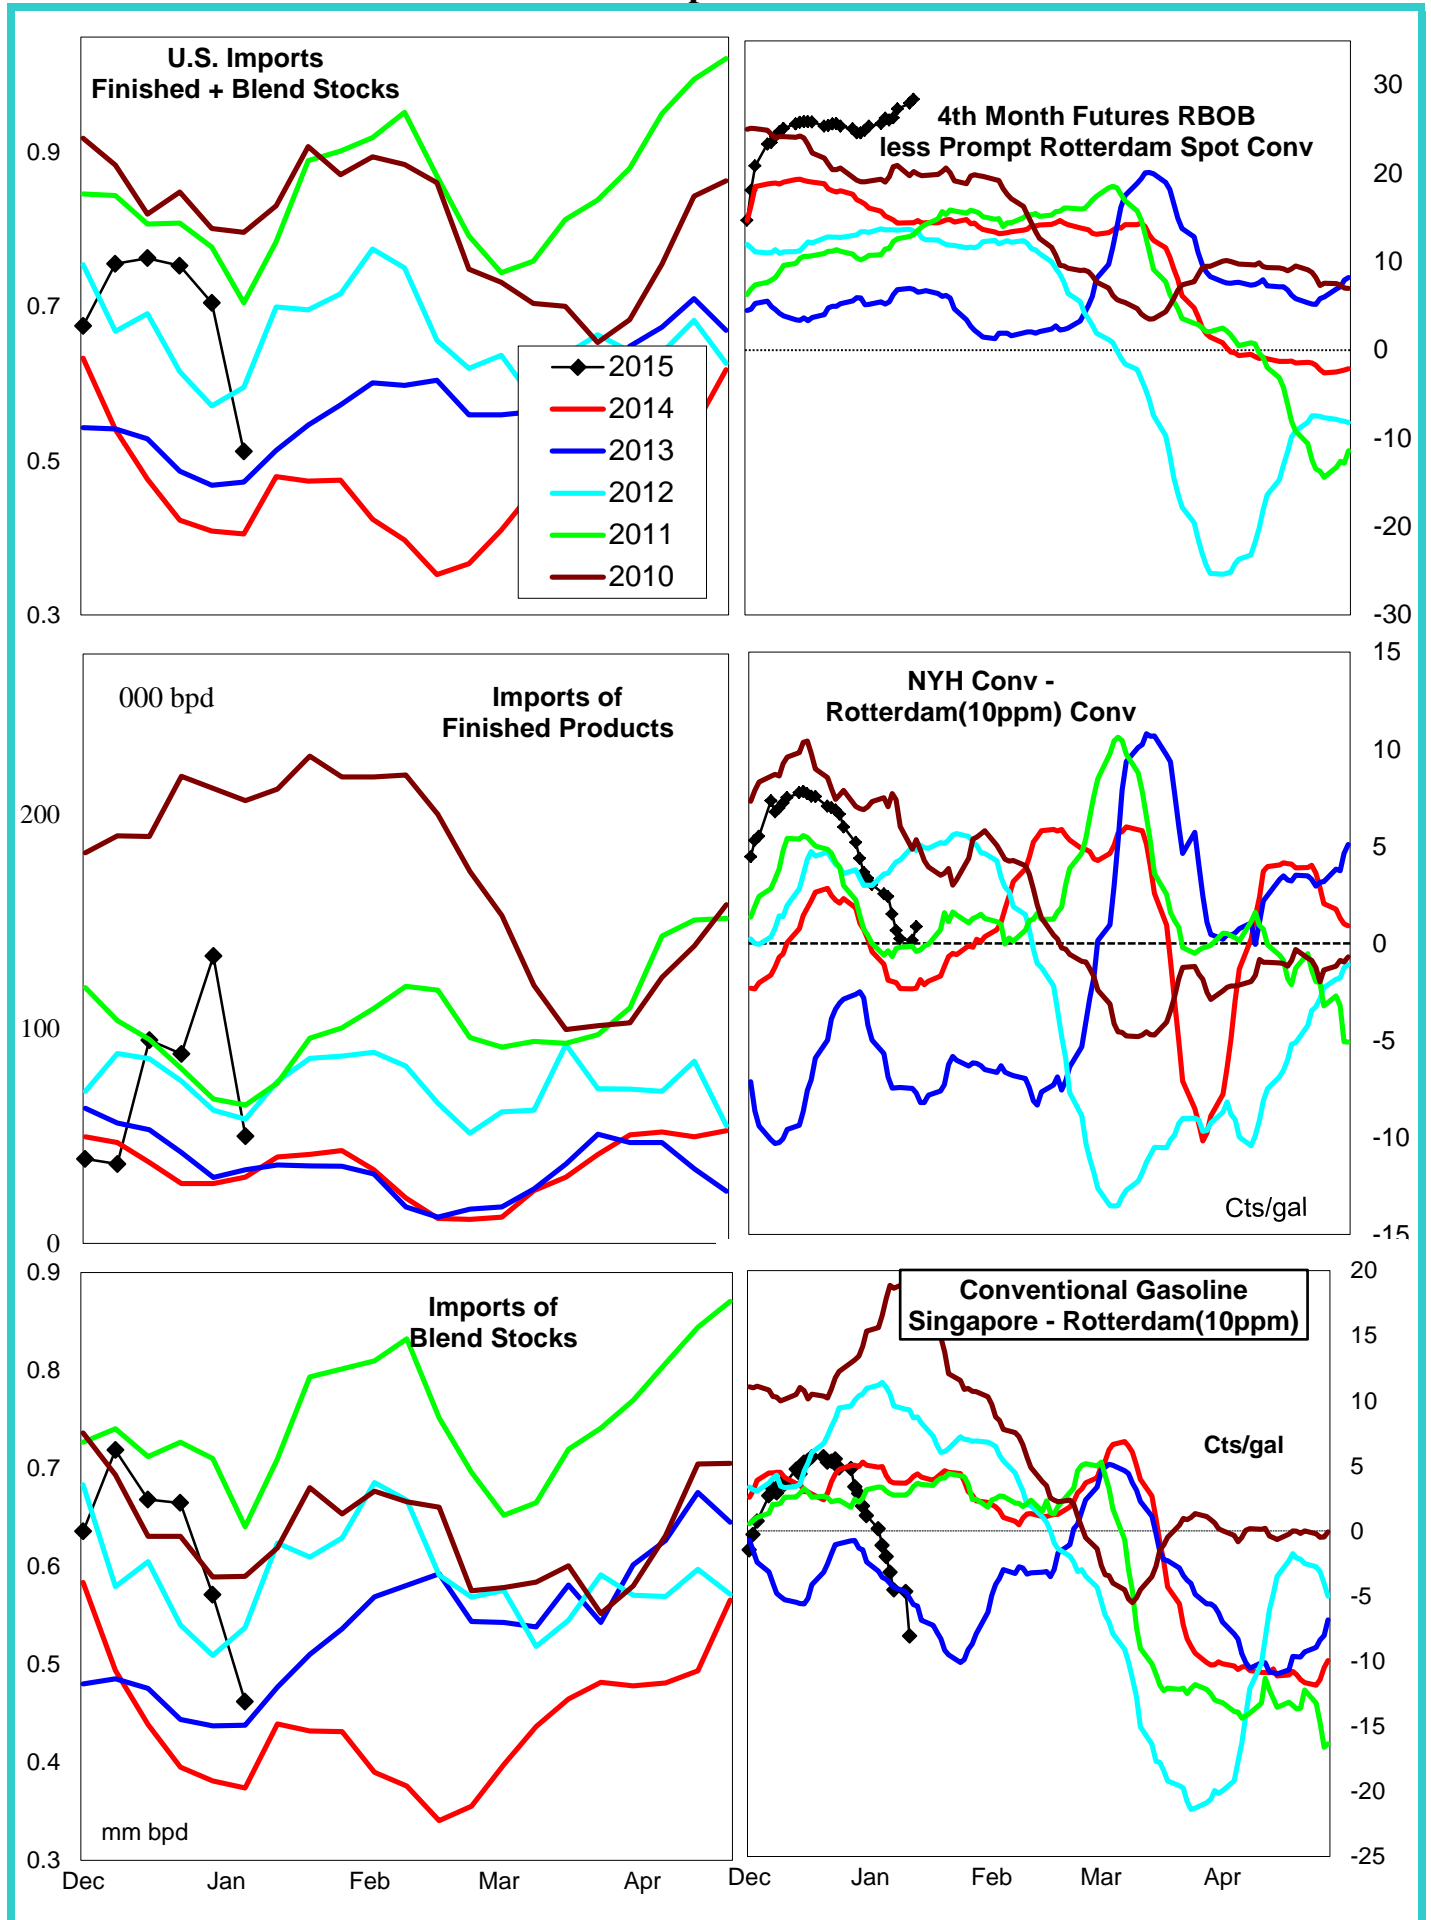 U.S. Imports
Finished + Blend Stocks
0.9
0.7
0.5
0.3
2015
2014
2013
2012
2011
2010
4th Month Futures RBOB
less Prompt Rotterdam Spot Conv
30
20
10
0
-10
-20
-30
000 bpd
Imports of
Finished Products
200
100
0
NYH Conv -
Rotterdam(10ppm) Conv
15
10
5
0
-5
-10
-15
Cts/gal
Imports of
Blend Stocks
0.9
0.8
0.7
0.6
0.5
0.4
0.3
mm bpd
Dec Jan Feb Mar Apr
Conventional Gasoline
Singapore - Rotterdam(10ppm)
Cts/gal
20
15
10
5
0
-5
-10
-15
-20
-25
Dec Jan Feb Mar Apr